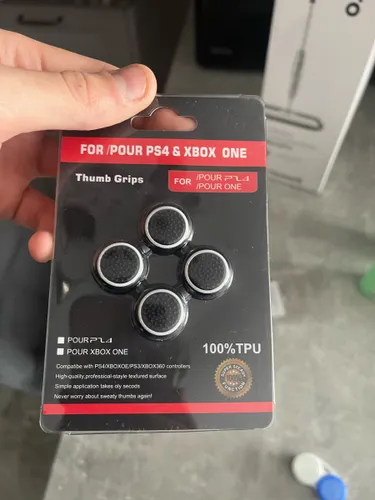 FOR /POUR PS4 & XBOX ONE
Thumb Grips
FOR /POUR PS4
/POUR ONE
POUR PS4
POUR XBOX ONE
100%TPU
Compatibe with PS4/XBOXOE/PS3/XBOX360 controllers
High-quality,professional-stayle textured surface
Simple application takes oly secods
Never worry about sweaty thumbs again!